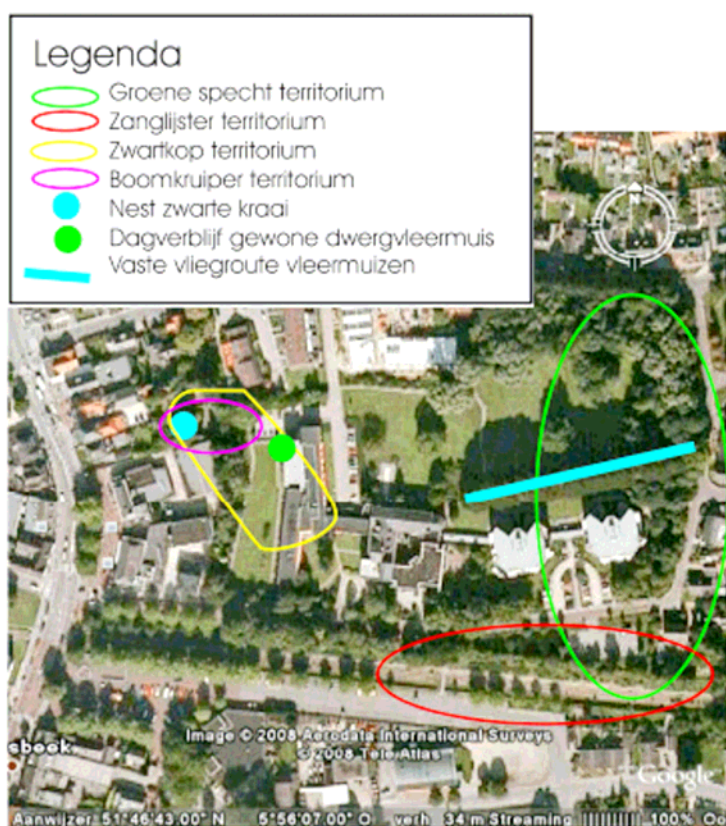 Legenda
Groene specht territorium
Zanglijster territorium
Zwartkop territorium
Boomkruiper territorium
Nest zwarte kraai
Dagverblijf gewone dwergvleermuis
Vaste vliegroute vleermuizen
N
Image © 2008 Aerodata International Surveys
© 2008 Tele Atlas
sbeek
Google
Aanwijzer 51°46'43.00" N 5°56'07.00" O verh 34 m Streaming |||||||||| 100% Oo